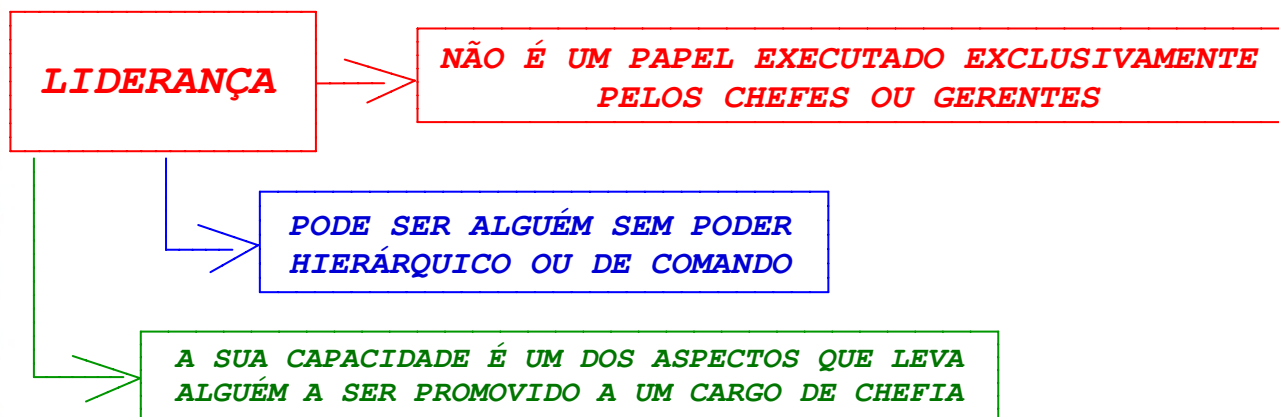 LIDERANÇA
NÃO É UM PAPEL EXECUTADO EXCLUSIVAMENTE
PELOS CHEFES OU GERENTES
PODE SER ALGUÉM SEM PODER
HIERÁRQUICO OU DE COMANDO
A SUA CAPACIDADE É UM DOS ASPECTOS QUE LEVA
ALGUÉM A SER PROMOVIDO A UM CARGO DE CHEFIA